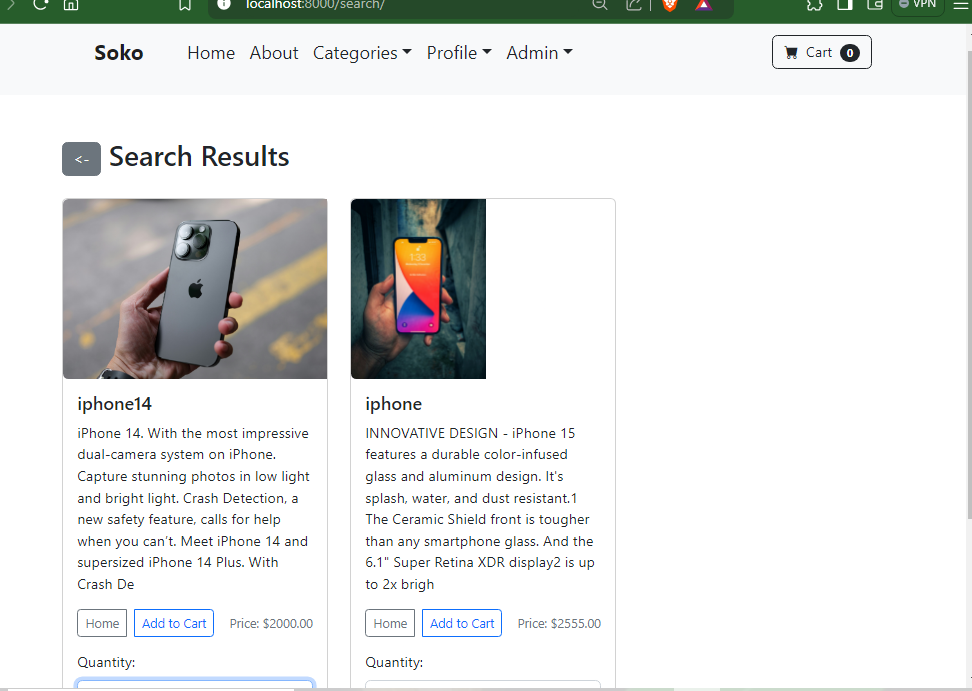 localhost:8000/search/
VPN
Soko Home About Categories Profile Admin Cart 0
<- Search Results
1:33
iphone14
iPhone 14. With the most impressive
dual-camera system on iPhone.
Capture stunning photos in low light
and bright light. Crash Detection, a
new safety feature, calls for help
when you can't. Meet iPhone 14 and
supersized iPhone 14 Plus. With
Crash De
Home Add to Cart Price: $2000.00
Quantity:
iphone
INNOVATIVE DESIGN - iPhone 15
features a durable color-infused
glass and aluminum design. It's
splash, water, and dust resistant.1
The Ceramic Shield front is tougher
than any smartphone glass. And the
6.1" Super Retina XDR display2 is up
to 2x brigh
Home Add to Cart Price: $2555.00
Quantity: